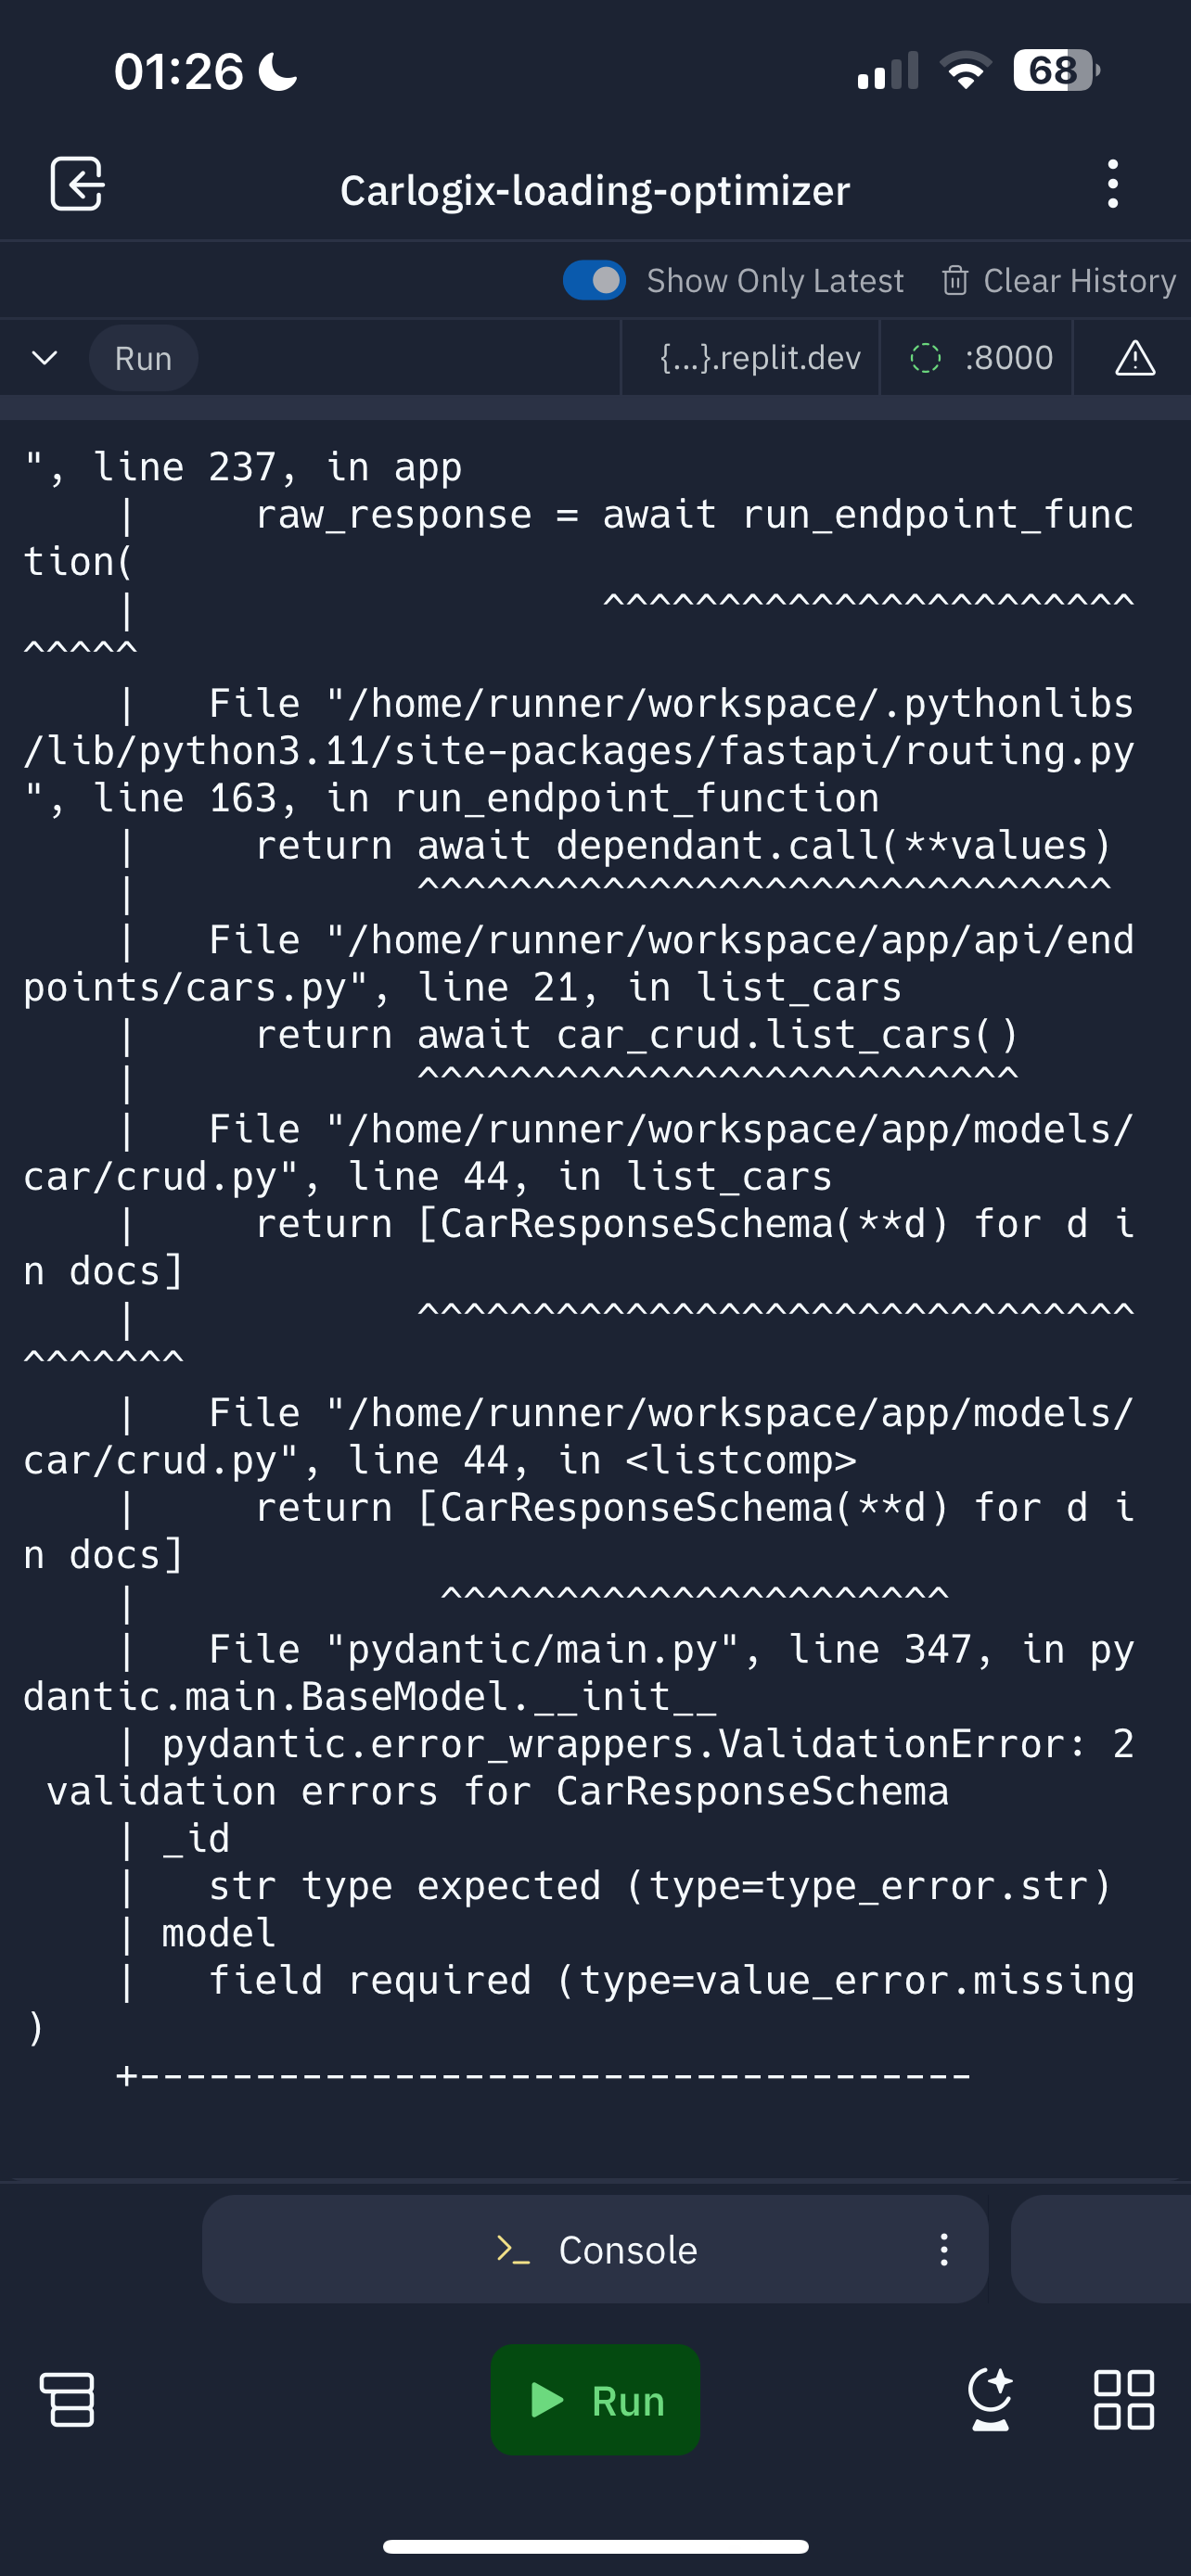 01:26
68
Carlogix-loading-optimizer
Show Only Latest
Clear History
Run
{...}.replit.dev
:8000
", line 237, in app
    |     raw_response = await run_endpoint_func
tion(
    |                    ^^^^^^^^^^^^^^^^^^^^^^^
^^^^^
    |   File "/home/runner/workspace/.pythonlibs
/lib/python3.11/site-packages/fastapi/routing.py
", line 163, in run_endpoint_function
    |     return await dependant.call(**values)
    |            ^^^^^^^^^^^^^^^^^^^^^^^^^^^^^^
    |   File "/home/runner/workspace/app/api/end
points/cars.py", line 21, in list_cars
    |     return await car_crud.list_cars()
    |            ^^^^^^^^^^^^^^^^^^^^^^^^^^
    |   File "/home/runner/workspace/app/models/
car/crud.py", line 44, in list_cars
    |     return [CarResponseSchema(**d) for d i
n docs]
    |            ^^^^^^^^^^^^^^^^^^^^^^^^^^^^^^^
^^^^^^^
    |   File "/home/runner/workspace/app/models/
car/crud.py", line 44, in <listcomp>
    |     return [CarResponseSchema(**d) for d i
n docs]
    |             ^^^^^^^^^^^^^^^^^^^^^^
    |   File "pydantic/main.py", line 347, in py
dantic.main.BaseModel.__init__
    | pydantic.error_wrappers.ValidationError: 2
 validation errors for CarResponseSchema
    | _id
    |   str type expected (type=type_error.str)
    | model
    |   field required (type=value_error.missing
)
    +------------------------------------
>_ Console
Run